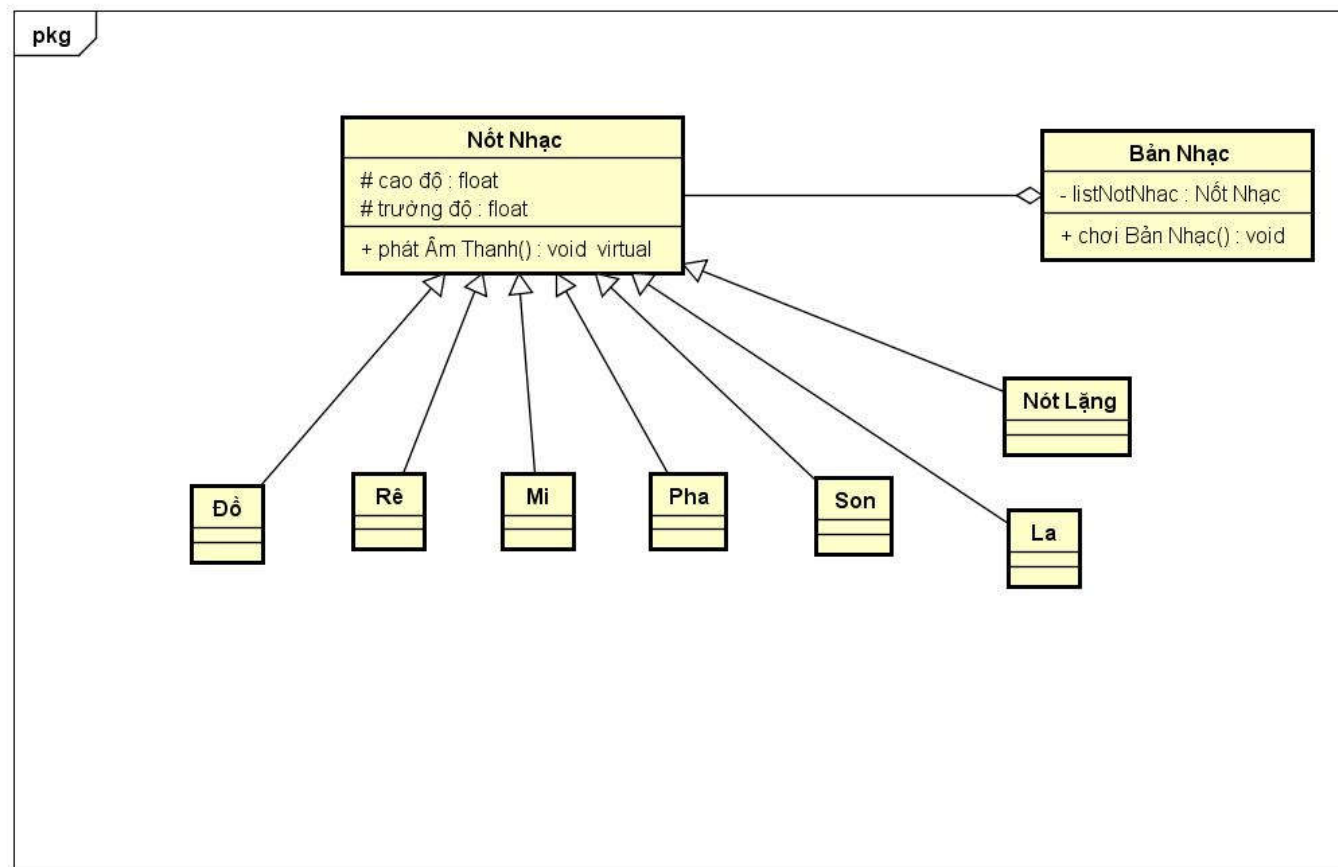 pkg
Nốt Nhạc
# cao độ : float
# trường độ : float
+ phát Âm Thanh() : void virtual
Bản Nhạc
- listNotNhac : Nốt Nhạc
+ chơi Bản Nhạc() : void
Nót Lặng
Đồ
Rê
Mi
Pha
Son
La